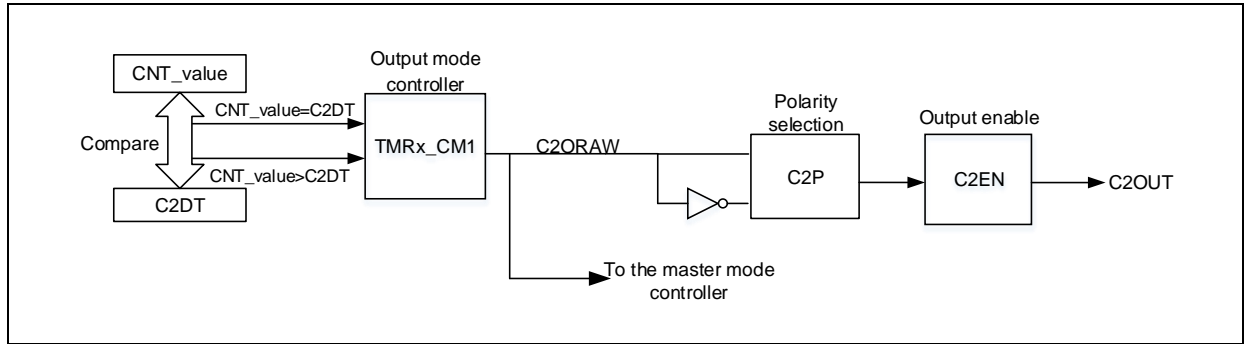 CNT_value
Compare
C2DT
CNT_value=C2DT
CNT_value>C2DT
Output mode
controller
TMRx_CM1
C2ORAW
To the master mode
controller
Polarity
selection
C2P
Output enable
C2EN
C2OUT